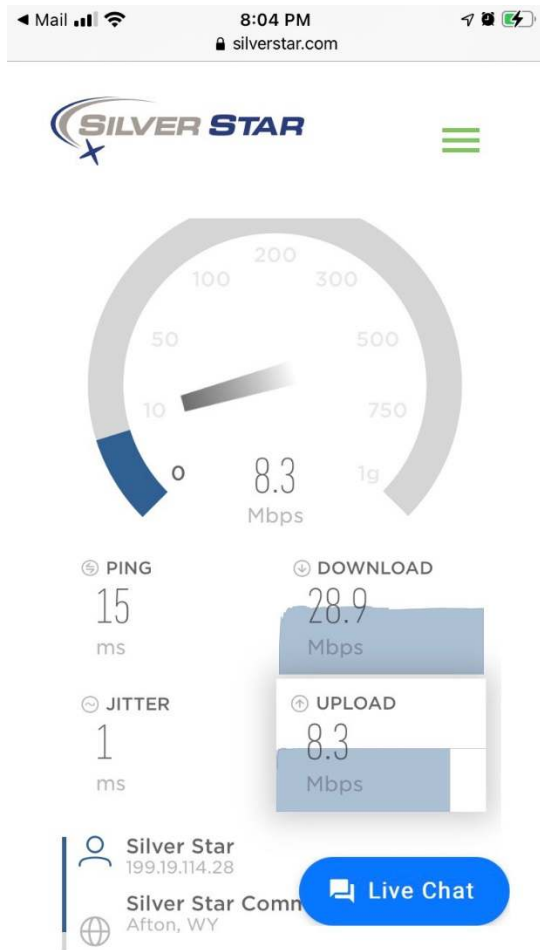 Mail
8:04 PM
silverstar.com
SILVER STAR
200
100
300
50
500
10
750
0
8.3
1g
Mbps
PING
DOWNLOAD
15
28.9
ms
Mbps
JITTER
UPLOAD
1
8.3
ms
Mbps
Silver Star
199.19.114.28
Silver Star Comm
Live Chat
Afton, WY